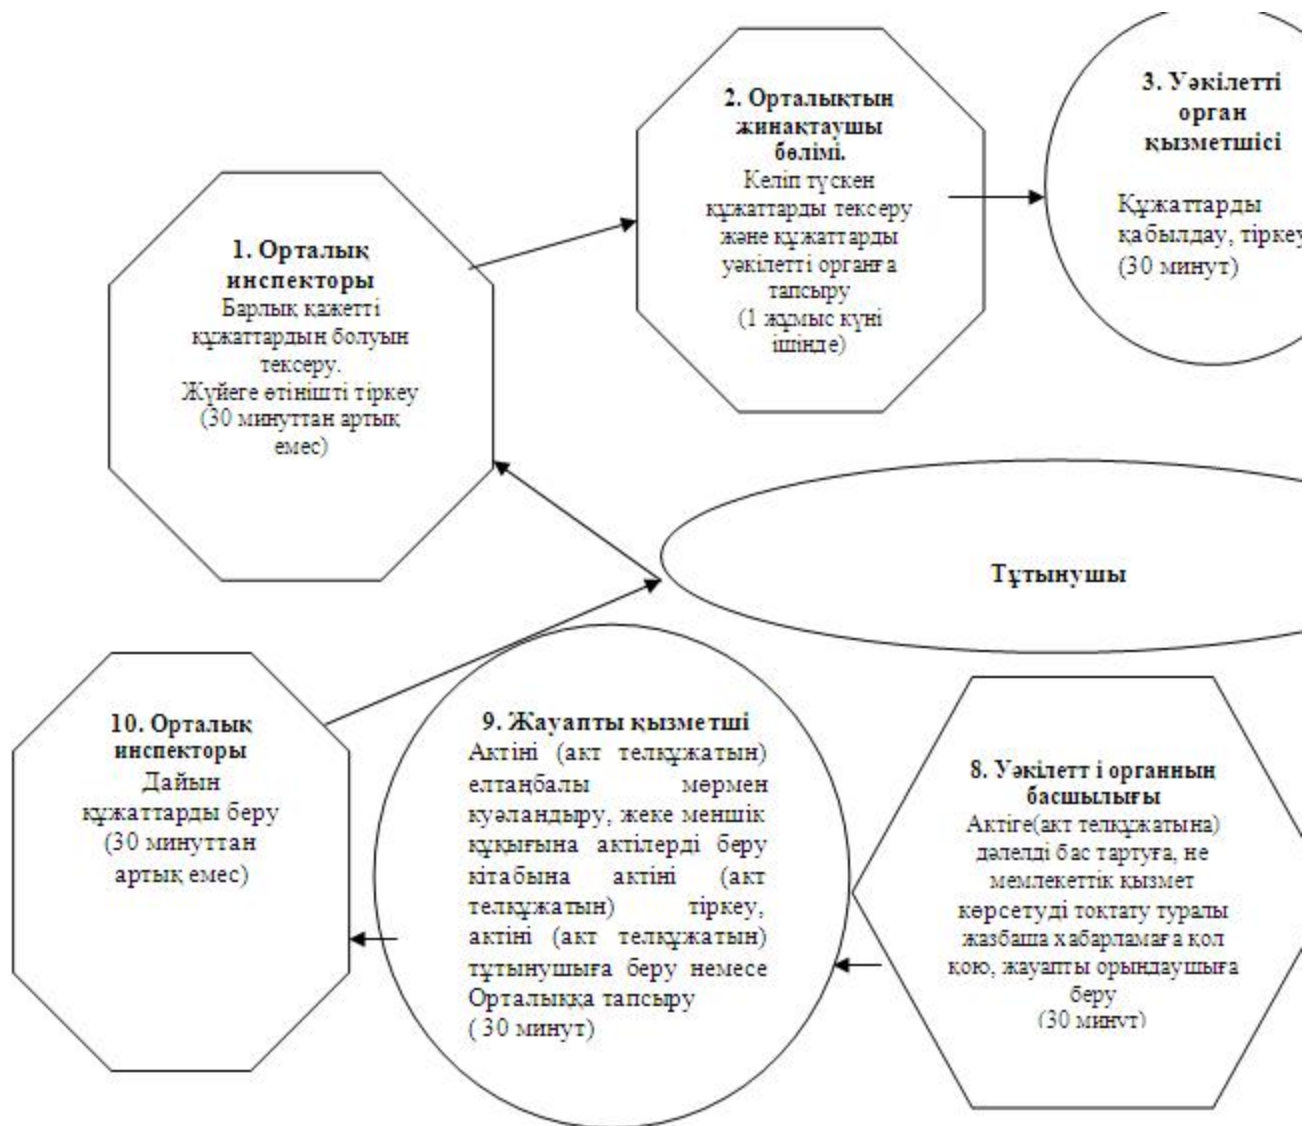 1. Орталық
инспекторы
Барлық қажетті
құжаттардың болуын
тексеру.
Жүйеге өтінішті тіркеу
(30 минуттан артық
емес)
2. Орталықтың
жинақтаушы
бөлімі.
Келіп түскен
құжаттарды тексеру
және құжаттарды
уәкілетті органға
тапсыру
(1 жұмыс күні
ішінде)
3. Уәкілетті
орган
қызметшісі
Құжаттарды
қабылдау, тіркеу
(30 минут)
Тұтынушы
10. Орталық
инспекторы
Дайын
құжаттарды беру
(30 минуттан
артық емес)
9. Жауапты қызметші
Актіні (акт телқұжатын)
елтаңбалы мөрмен
куәландыру, жеке меншік
құқығына актілерді беру
кітабына актіні (акт
телқұжатын) тіркеу,
актіні (акт телқұжатын)
тұтынушыға беру немесе
Орталыққа тапсыру
( 30 минут)
8. Уәкілетт і органның
басшылығы
Актіге(акт телқұжатына)
дәлелді бас тартуға, не
мемлекеттік қызмет
көрсетуді тоқтату туралы
жазбаша хабарламаға қол
қою, жауапты орындаушыға
беру
(30 минут)